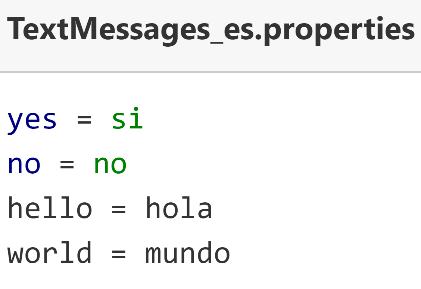 TextMessages_es.properties
yes = si
no = no
hello = hola
world = mundo